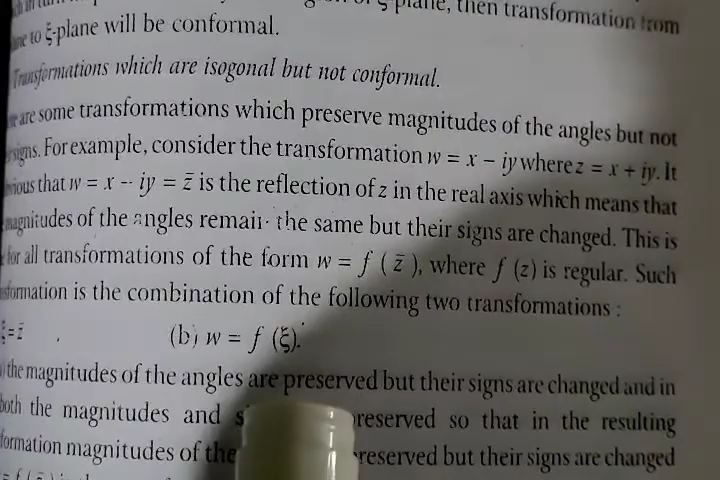 ξ-plane, then transformation from
to ξ-plane will be conformal.
Transformations which are isogonal but not conformal.
are some transformations which preserve magnitudes of the angles but not
signs. For example, consider the transformation w = x − iy where z = x + iy. It
that w = x -- iy = z̄ is the reflection of z in the real axis which means that
magnitudes of the angles remain the same but their signs are changed. This is
for all transformations of the form w = f ( z̄ ), where f (z) is regular. Such
is the combination of the following two transformations :
ξ = z̄ (b) w = f (ξ).
the magnitudes of the angles are preserved but their signs are changed and in
both the magnitudes and preserved so that in the resulting
magnitudes of the preserved but their signs are changed